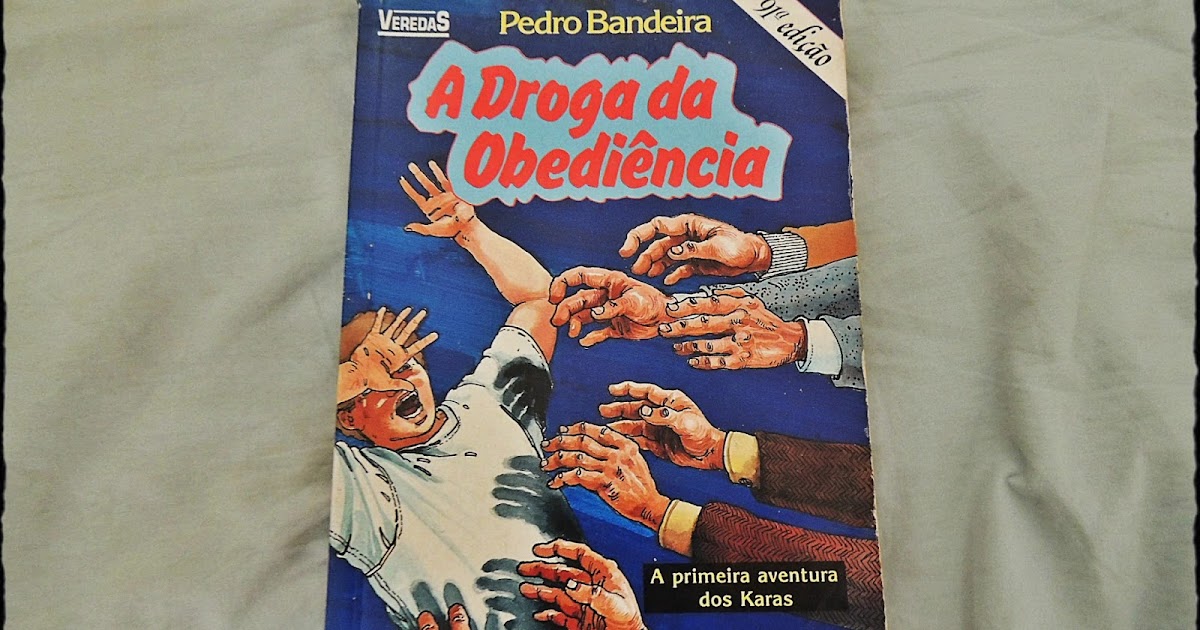 VEREDAS
Pedro Bandeira
91ª edição
A Droga da
Obediência
A primeira aventura
dos Karas